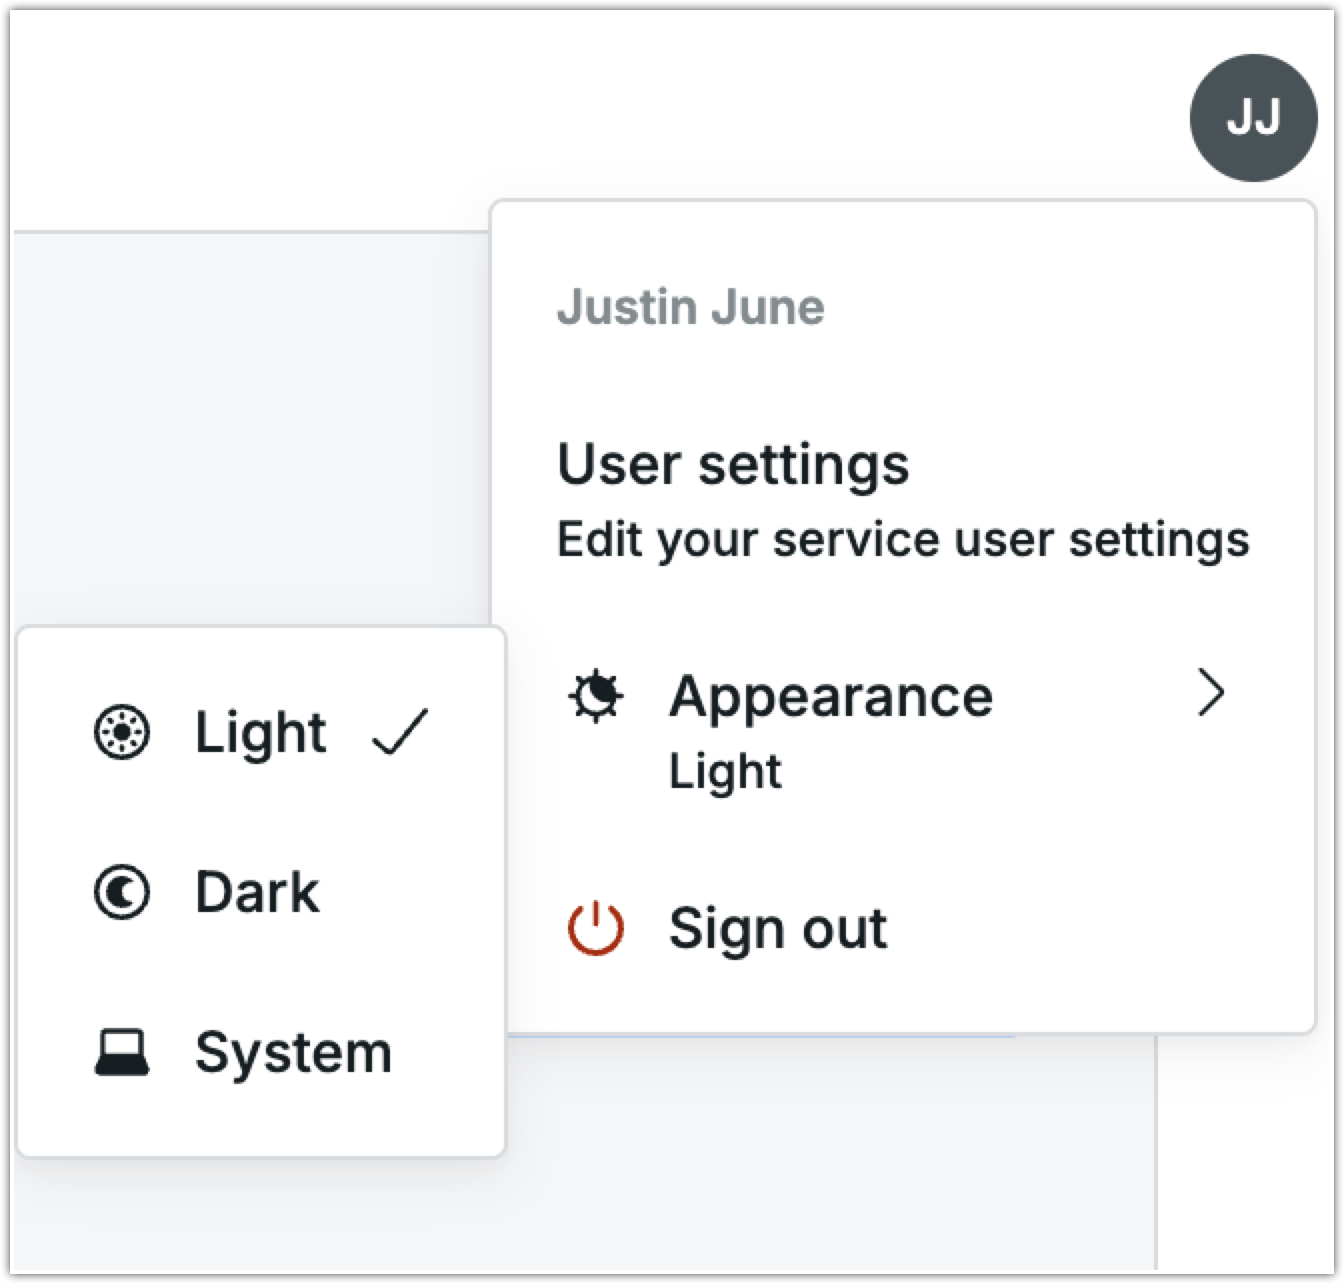 JJ
Justin June
User settings
Edit your service user settings
Appearance
Light
Sign out
Light
Dark
System